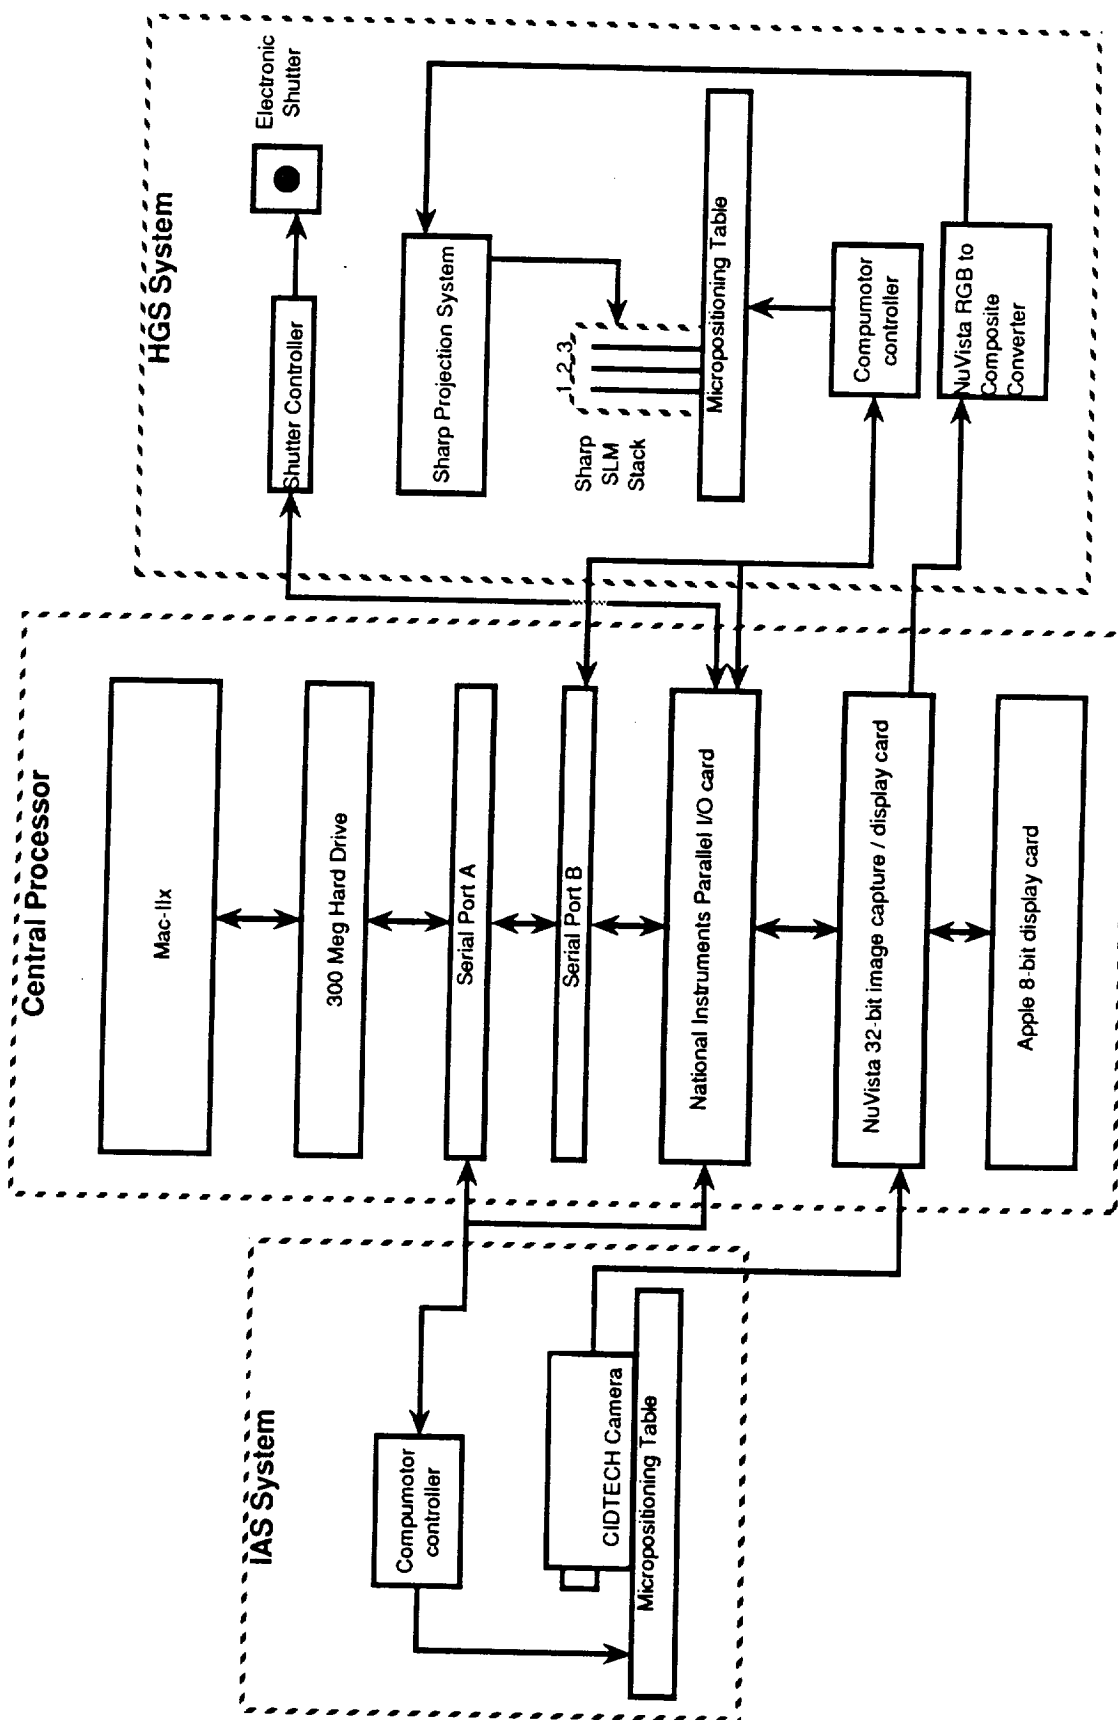 IAS System
Compumotor
controller
CIDTECH Camera
Micropositioning Table
Central Processor
Mac-IIx
300 Meg Hard Drive
Serial Port A
Serial Port B
National Instruments Parallel I/O card
NuVista 32-bit image capture / display card
Apple 8-bit display card
HGS System
Shutter Controller
Electronic
Shutter
Sharp Projection System
1 2 3
Sharp
SLM
Stack
Micropositioning Table
Compumotor
controller
NuVista RGB to
Composite
Converter